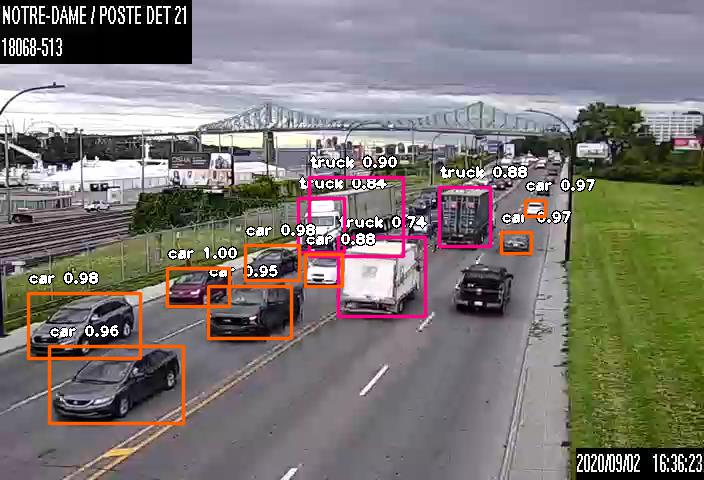 NOTRE-DAME / POSTE DET 21
18068-513
truck 0.90
truck 0.84
truck 0.88
car 0.97
car 0.97
truck 0.74
car 0.98
car 0.88
car 1.00
car 0.95
car 0.98
car 0.96
2020/09/02 16:36:23